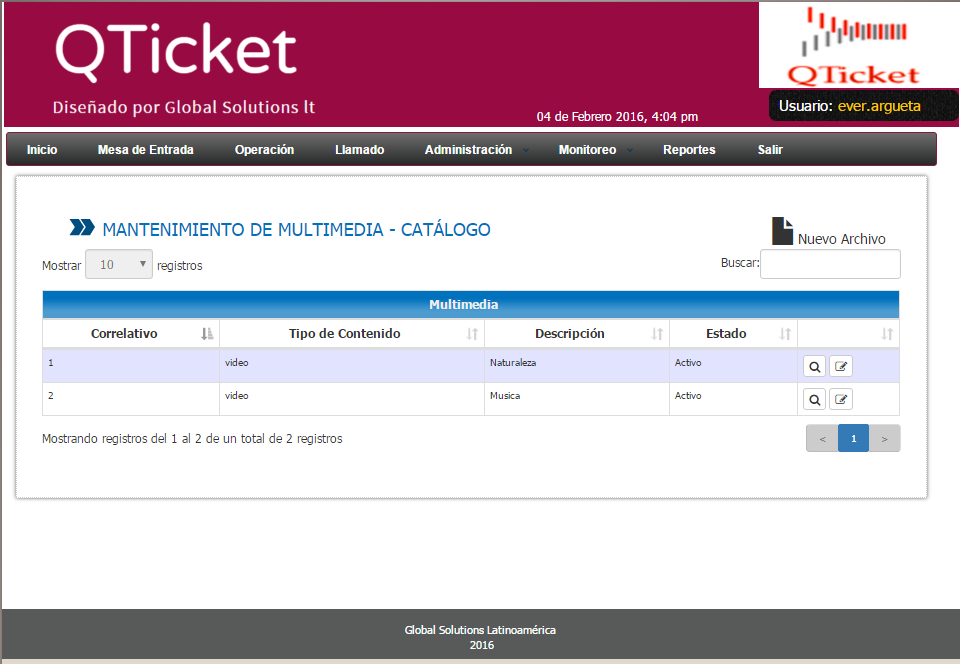 QTicket
Diseñado por Global Solutions lt
QTicket
04 de Febrero 2016, 4:04 pm
Usuario: ever.argueta
Inicio Mesa de Entrada Operación Llamado Administración Monitoreo Reportes Salir
MANTENIMIENTO DE MULTIMEDIA - CATÁLOGO
Nuevo Archivo
Mostrar 10 registros
Buscar:
Multimedia
Correlativo Tipo de Contenido Descripción Estado
1 video Naturaleza Activo
2 video Musica Activo
Mostrando registros del 1 al 2 de un total de 2 registros
< 1 >
Global Solutions Latinoamérica
2016